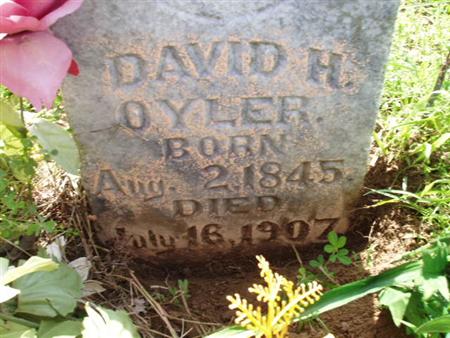 DAVID H.
OYLER.
BORN
Aug. 2, 1845.
DIED
July 16, 1907.